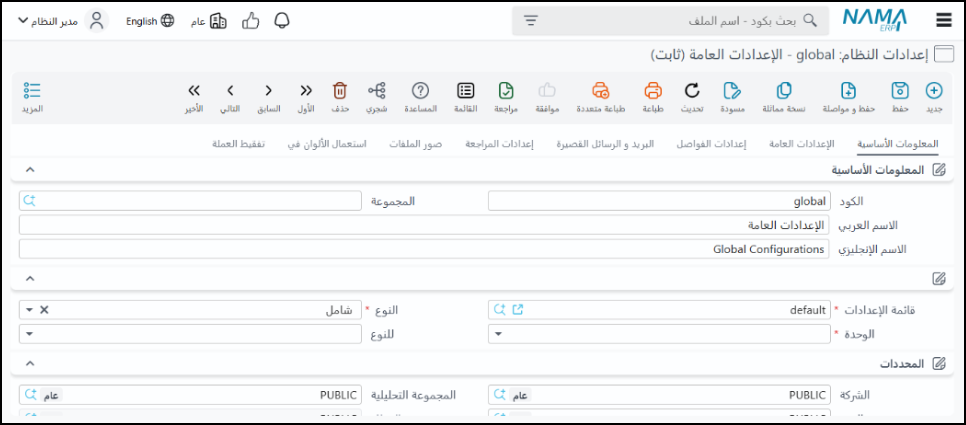 NAMA ERP بحث بكود - اسم الملف English عام مدير النظام
إعدادات النظام: global - الإعدادات العامة (ثابت)
جديد حفظ حفظ و مواصلة نسخة مماثلة مسودة تحديث طباعة طباعة متعددة موافقة مراجعة القائمة المساعدة شجري حذف الأول السابق التالي الأخير المزيد
المعلومات الأساسية الإعدادات العامة إعدادات الفواصل البريد و الرسائل القصيرة إعدادات المراجعة صور الملفات استعمال الألوان في تفقيط العملة
المعلومات الأساسية
الكود global المجموعة
الاسم العربي الإعدادات العامة
الاسم الإنجليزي Global Configurations
قائمة الإعدادات * default النوع * شامل
الوحدة * للنوع
المحددات
الشركة PUBLIC عام المجموعة التحليلية PUBLIC عام